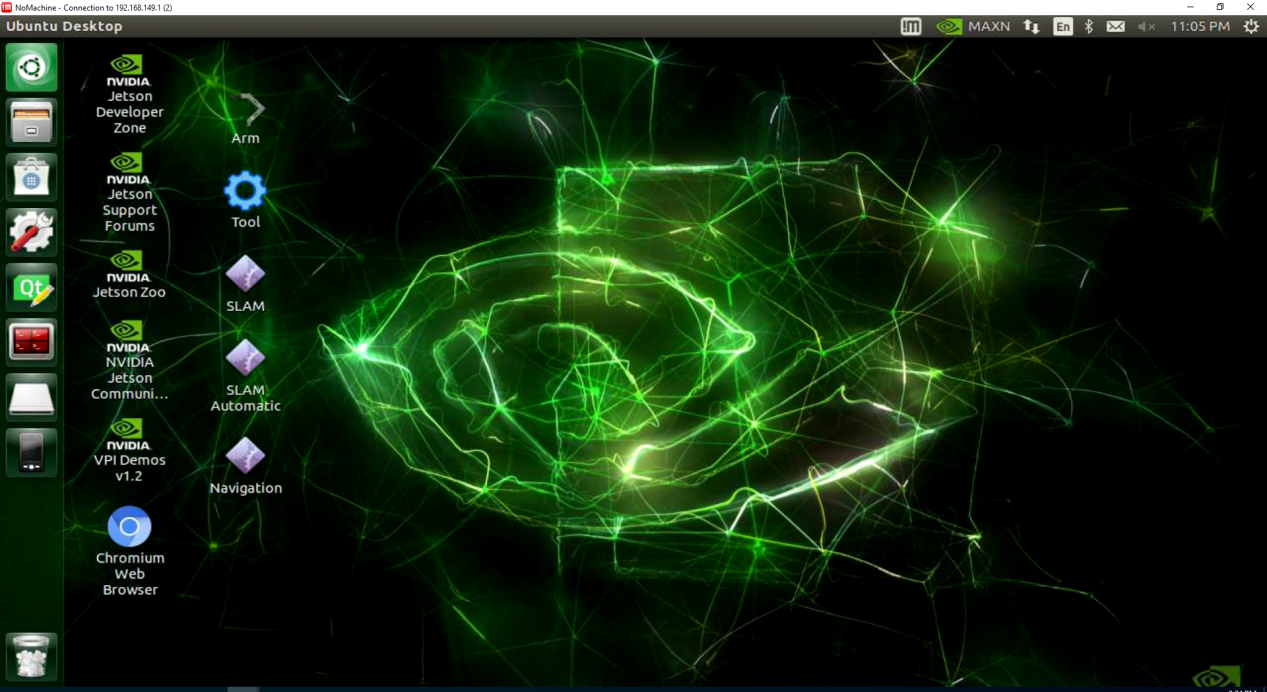 NoMachine - Connection to 192.168.149.1 (2)
Ubuntu Desktop
!m
MAXN
En
11:05 PM
NVIDIA.
Jetson
Developer
Zone
Arm
NVIDIA.
Jetson
Support
Forums
Tool
NVIDIA.
Jetson Zoo
SLAM
NVIDIA.
NVIDIA
Jetson
Communi...
SLAM
Automatic
NVIDIA.
VPI Demos
v1.2
Navigation
Chromium
Web
Browser
Qt